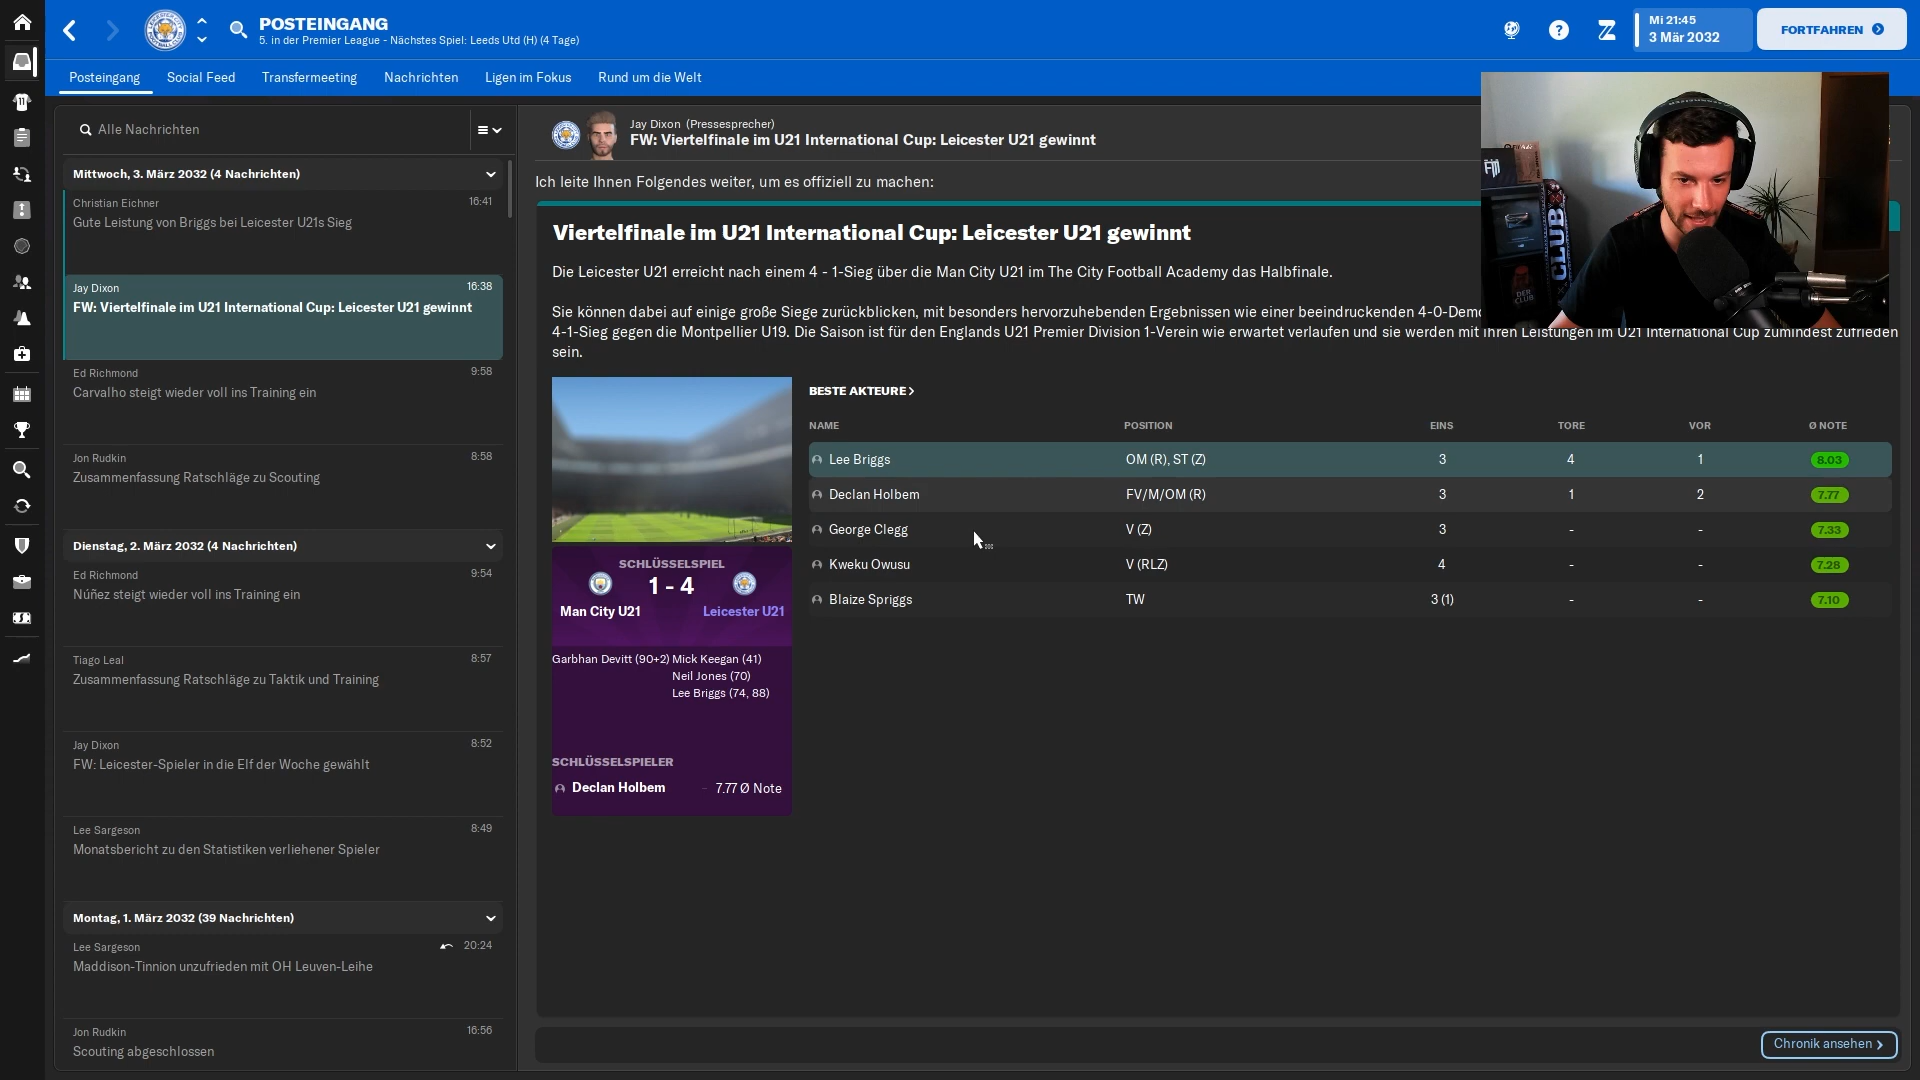 POSTEINGANG
5. in der Premier League - Nächstes Spiel: Leeds Utd (H) (4 Tage)
Mi 21:45
3 Mär 2032
FORTFAHREN
Posteingang
Social Feed
Transfermeeting
Nachrichten
Ligen im Fokus
Rund um die Welt
Alle Nachrichten
Mittwoch, 3. März 2032 (4 Nachrichten)
Christian Eichner 16:41
Gute Leistung von Briggs bei Leicester U21s Sieg
Jay Dixon 16:38
FW: Viertelfinale im U21 International Cup: Leicester U21 gewinnt
Ed Richmond 9:58
Carvalho steigt wieder voll ins Training ein
Jon Rudkin 8:58
Zusammenfassung Ratschläge zu Scouting
Dienstag, 2. März 2032 (4 Nachrichten)
Ed Richmond 9:54
Núñez steigt wieder voll ins Training ein
Tiago Leal 8:57
Zusammenfassung Ratschläge zu Taktik und Training
Jay Dixon 8:52
FW: Leicester-Spieler in die Elf der Woche gewählt
Lee Sargeson 8:49
Monatsbericht zu den Statistiken verliehener Spieler
Montag, 1. März 2032 (39 Nachrichten)
Lee Sargeson 20:24
Maddison-Tinnion unzufrieden mit OH Leuven-Leihe
Jon Rudkin 16:56
Scouting abgeschlossen
Jay Dixon (Pressesprecher)
FW: Viertelfinale im U21 International Cup: Leicester U21 gewinnt
Ich leite Ihnen Folgendes weiter, um es offiziell zu machen:
Viertelfinale im U21 International Cup: Leicester U21 gewinnt
Die Leicester U21 erreicht nach einem 4 - 1-Sieg über die Man City U21 im The City Football Academy das Halbfinale.
Sie können dabei auf einige große Siege zurückblicken, mit besonders hervorzuhebenden Ergebnissen wie einer beeindruckenden 4-0-Demo
4-1-Sieg gegen die Montpellier U19. Die Saison ist für den Englands U21 Premier Division 1-Verein wie erwartet verlaufen und sie werden mit ihren Leistungen im U21 International Cup zumindest zufrieden
sein.
SCHLÜSSELSPIEL
1 - 4
Man City U21 Leicester U21
Garbhan Devitt (90+2) Mick Keegan (41)
Neil Jones (70)
Lee Briggs (74, 88)
SCHLÜSSELSPIELER
Declan Holbem - 7.77 Ø Note
BESTE AKTEURE
NAME POSITION EINS TORE VOR Ø NOTE
Lee Briggs OM (R), ST (Z) 3 4 1 8.03
Declan Holbem FV/M/OM (R) 3 1 2 7.77
George Clegg V (Z) 3 - - 7.33
Kweku Owusu V (RLZ) 4 - - 7.28
Blaize Spriggs TW 3 (1) - - 7.10
Chronik ansehen
CLUB
DER
CLUB